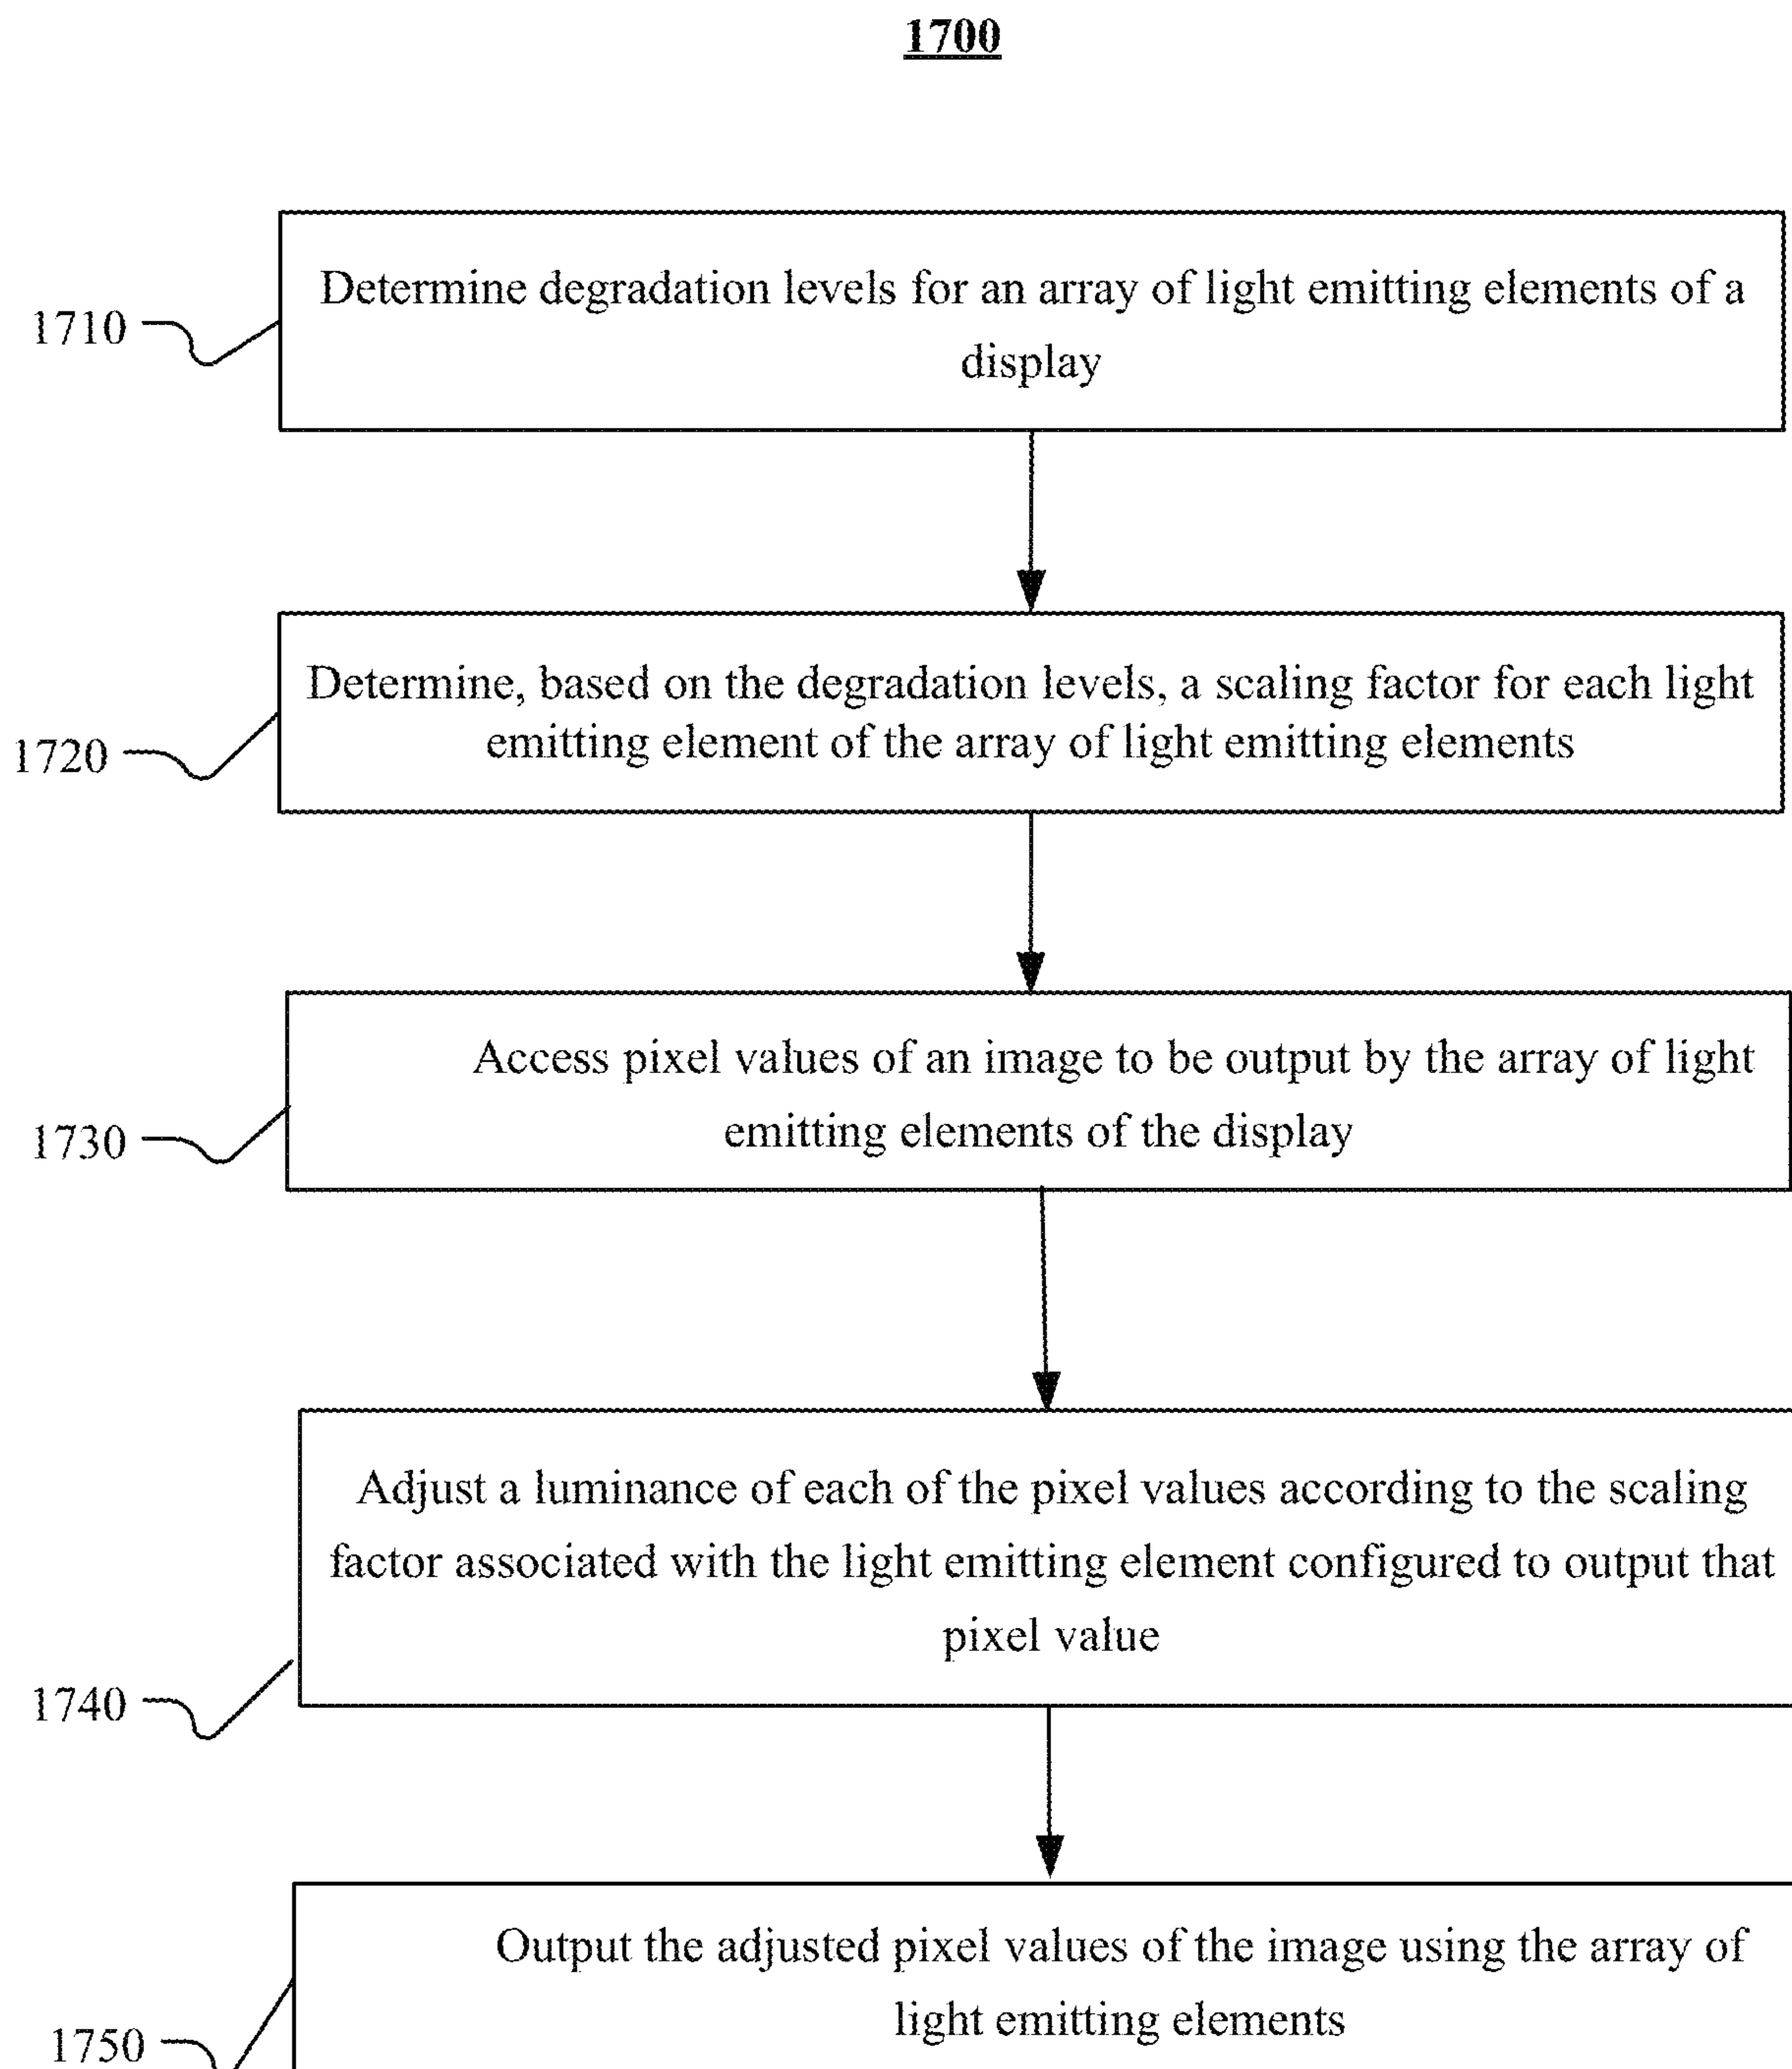 1700
1710
Determine degradation levels for an array of light emitting elements of a
display
1720
Determine, based on the degradation levels, a scaling factor for each light
emitting element of the array of light emitting elements
1730
Access pixel values of an image to be output by the array of light
emitting elements of the display
1740
Adjust a luminance of each of the pixel values according to the scaling
factor associated with the light emitting element configured to output that
pixel value
1750
Output the adjusted pixel values of the image using the array of
light emitting elements